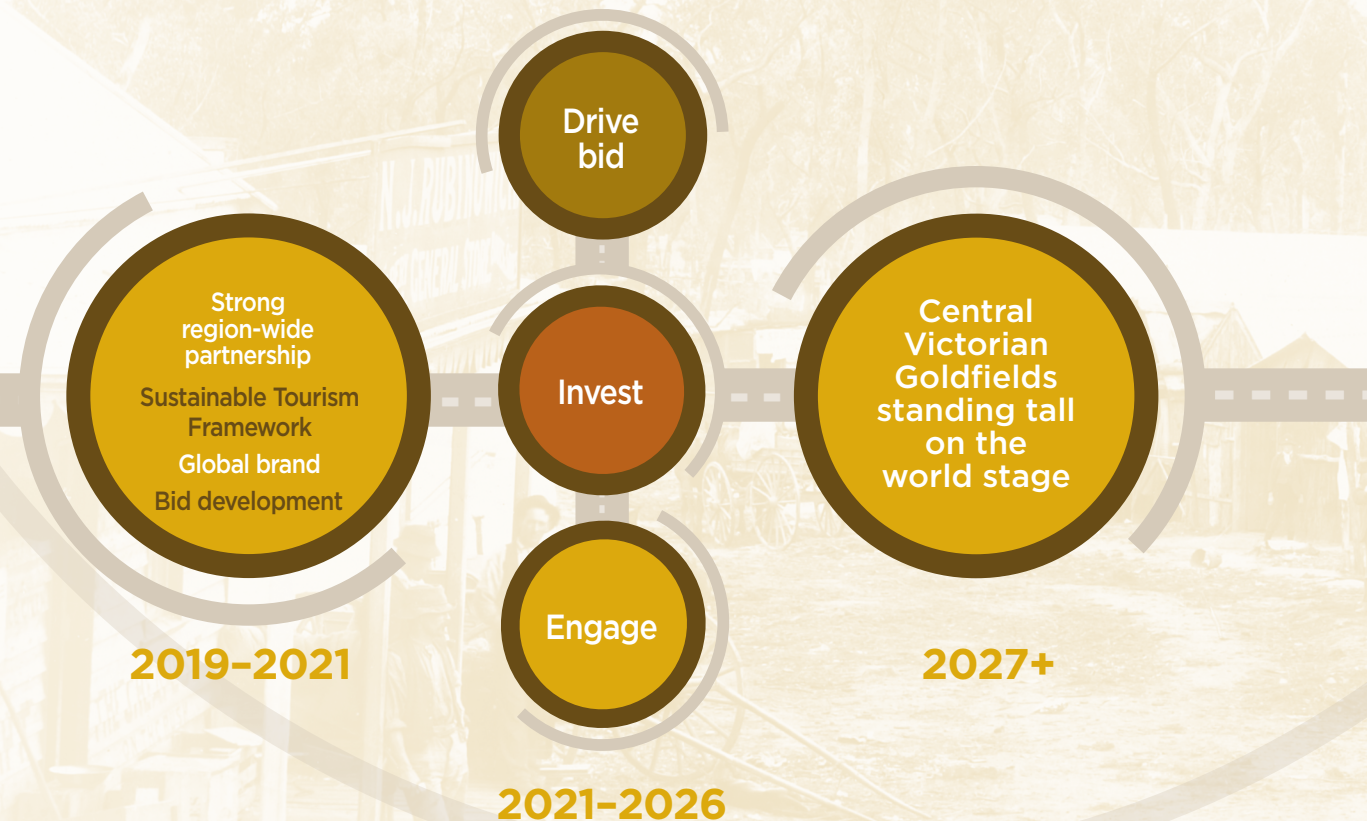 Strong
region-wide
partnership
Sustainable Tourism
Framework
Global brand
Bid development
2019–2021
Drive
bid
Invest
Engage
2021–2026
Central
Victorian
Goldfields
standing tall
on the
world stage
2027+